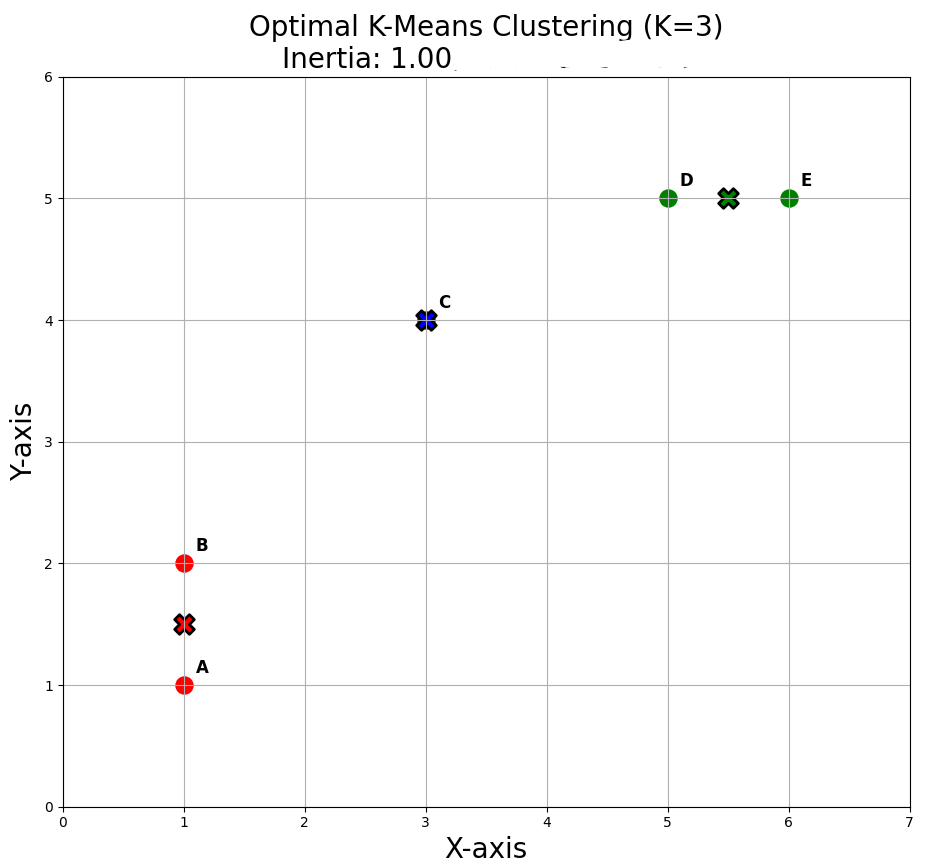 Optimal K-Means Clustering (K=3)
Inertia: 1.00
6
5
4
3
2
1
0
Y-axis
D
E
C
B
A
0 1 2 3 4 5 6 7
X-axis